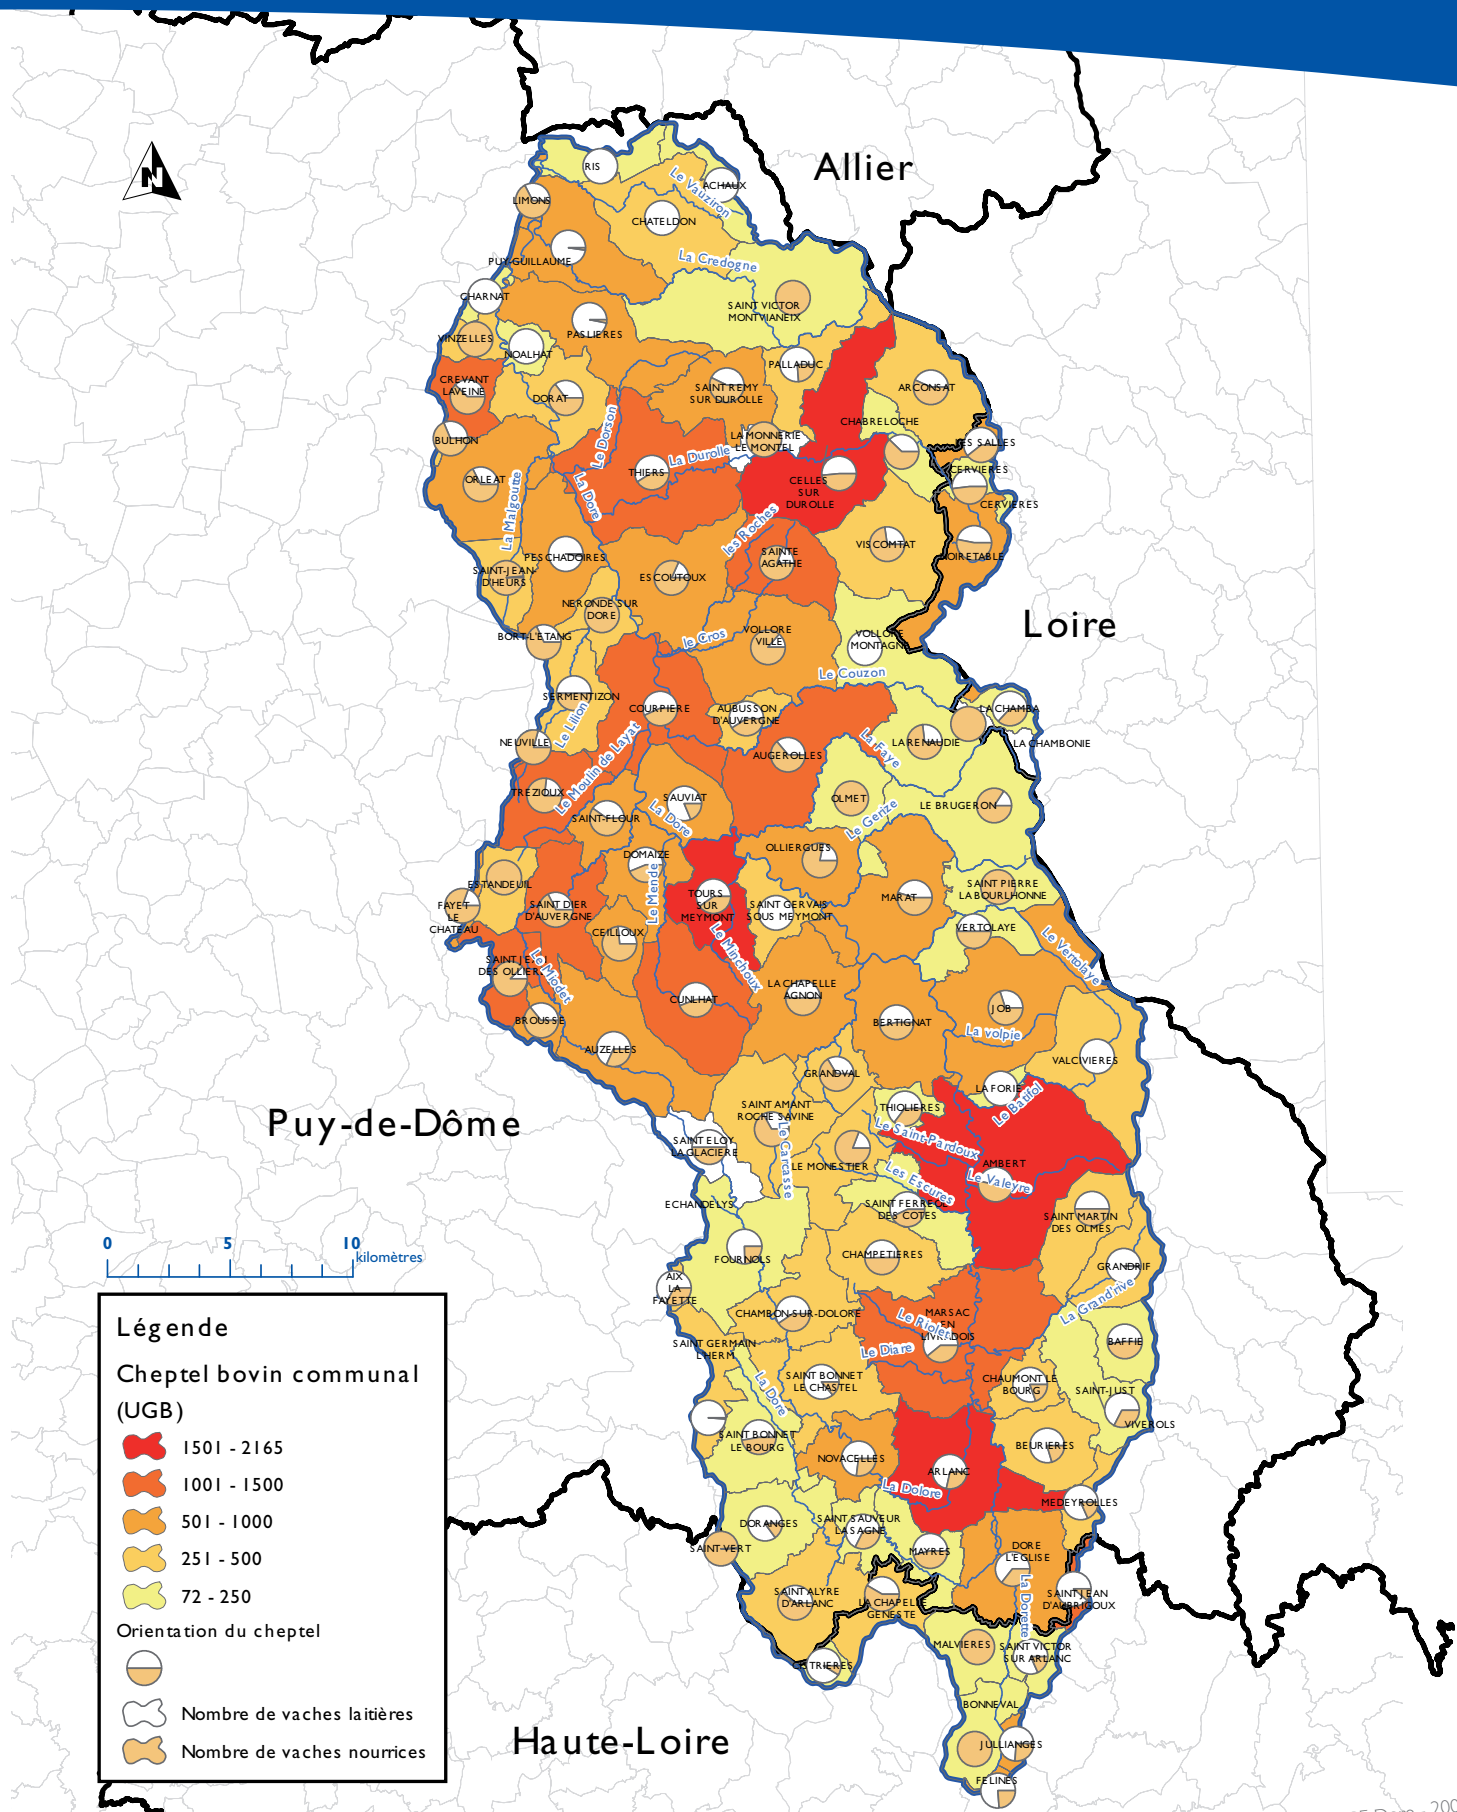 Allier
Loire
Puy-de-Dôme
Haute-Loire
N
RIS
ACHAUX
Le Vauziron
LIMONS
CHATELDON
PUY-GUILLAUME
La Credogne
CHARNAT
SAINT VICTOR
MONTVIANEIX
PASLIERES
VINZELLES
NOALHAT
PALLADUC
CREVANT
LAVEINE
DORAT
SAINT REMY
SUR DUROLLE
ARCONSAT
CHABRELOCHE
Le Dorson
BULHON
LA MONNERIE
LE MONTEL
LES SALLES
La Durolle
THIERS
CERVIERES
ORLEAT
CELLES
SUR
DUROLLE
CERVIERES
La Malgoutte
La Dore
les Roches
VISCOMTAT
NOIRETABLE
PESCHADOIRES
SAINTE
AGATHE
SAINT-JEAN-
D'HEURS
ESCOUTOUX
NERONDE SUR
DORE
BORT-L'ETANG
le Cros
VOLLORE
VILLE
VOLLORE
MONTAGNE
Le Couzon
SERMENTIZON
COURPIERE
AUBUSSON
D'AUVERGNE
LA CHAMBA
Le Lilion
NEUVILLE
LA RENAUDIE
LA CHAMBONIE
Le Moulin de Layat
AUGEROLLES
La Faye
TREZIOUX
SAUVIAT
OLMET
LE BRUGERON
SAINT-FLOUR
La Dore
Le Gerize
DOMAIZE
OLLIERGUES
ESTANDEUIL
Le Mende
SAINT PIERRE
LA BOURLHONNE
FAYET
LE
CHATEAU
SAINT DIER
D'AUVERGNE
TOURS
SUR
MEYMONT
SAINT GERVAIS
SOUS MEYMONT
MARAT
CEILLOUX
VERTOLAYE
Le Vertolaye
Le Minchoux
SAINT JE
DES OLLIER
Le Miodet
CUNLHAT
LA CHAPELLE
AGNON
JOB
BROUSSE
BERTIGNAT
La volpie
AUZELLES
VALCIVIERES
GRANDVAL
LA FORIE
Le Batifol
SAINT AMANT
ROCHE SAVINE
THIOLIERES
Le Saint-Pardoux
SAINT ELOY
LA GLACIERE
Le Carcasse
LE MONESTIER
AMBERT
Les Escures
Le Valeyre
ECHANDELYS
SAINT FERREOL
DES COTES
SAINT MARTIN
DES OLMES
FOURNOLS
CHAMPETIERES
GRANDRIF
AIX
LA
FAYETTE
La Grand'rive
CHAMBON-SUR-DOLORE
MARSAC
EN
LIVRADOIS
Le Riolet
Le Diare
BAFFIE
SAINT GERMAIN
L'HERM
SAINT BONNET
LE CHASTEL
CHAUMONT LE
BOURG
SAINT-JUST
La Dore
VIVEROLS
SAINT BONNET
LE BOURG
BEURIERES
NOVACELLES
ARLANC
La Dolore
MEDEYROLLES
DORANGES
SAINT SAUVEUR
LA SAGNE
SAINT-VERT
MAYRES
DORE
L'EGLISE
SAINT ALYRE
D'ARLANC
LA CHAPELLE
GENESTE
La Dorette
SAINT JEAN
D'AUBRIGOUX
MALVIERES
SAINT VICTOR
SUR ARLANC
CISTRIERES
BONNEVAL
JULLIANGES
FELINES
0 5 10
kilomètres
Légende
Cheptel bovin communal
(UGB)
1501 - 2165
1001 - 1500
501 - 1000
251 - 500
72 - 250
Orientation du cheptel
Nombre de vaches laitières
Nombre de vaches nourrices